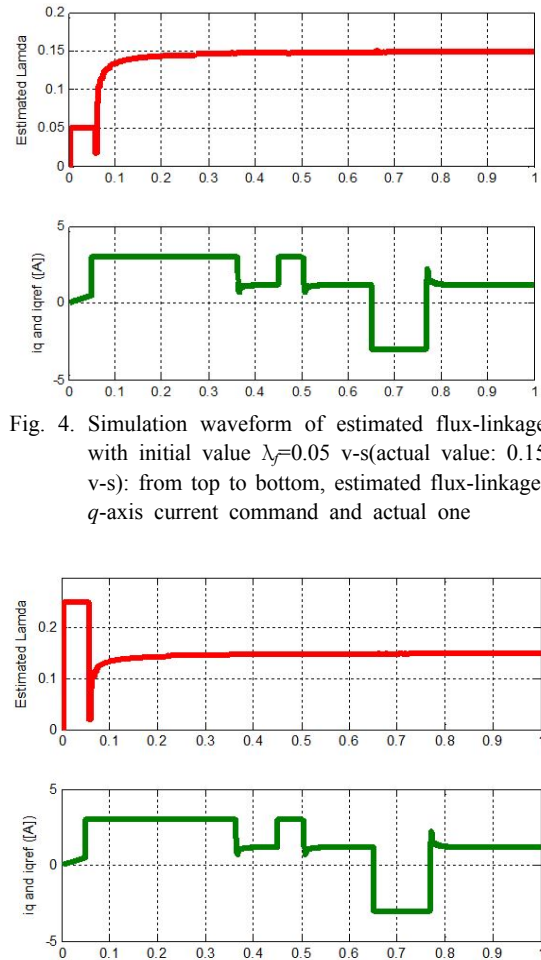 0.2
0.15
0.1
0.05
0
Estimated Lamda
0 0.1 0.2 0.3 0.4 0.5 0.6 0.7 0.8 0.9 1
5
0
-5
iq and iqref ([A])
0 0.1 0.2 0.3 0.4 0.5 0.6 0.7 0.8 0.9 1
Fig. 4. Simulation waveform of estimated flux-linkage
with initial value λf=0.05 v-s(actual value: 0.15
v-s): from top to bottom, estimated flux-linkage
q-axis current command and actual one
0.2
0.1
0
Estimated Lamda
0 0.1 0.2 0.3 0.4 0.5 0.6 0.7 0.8 0.9 1
5
0
-5
iq and iqref ([A])
0 0.1 0.2 0.3 0.4 0.5 0.6 0.7 0.8 0.9 1